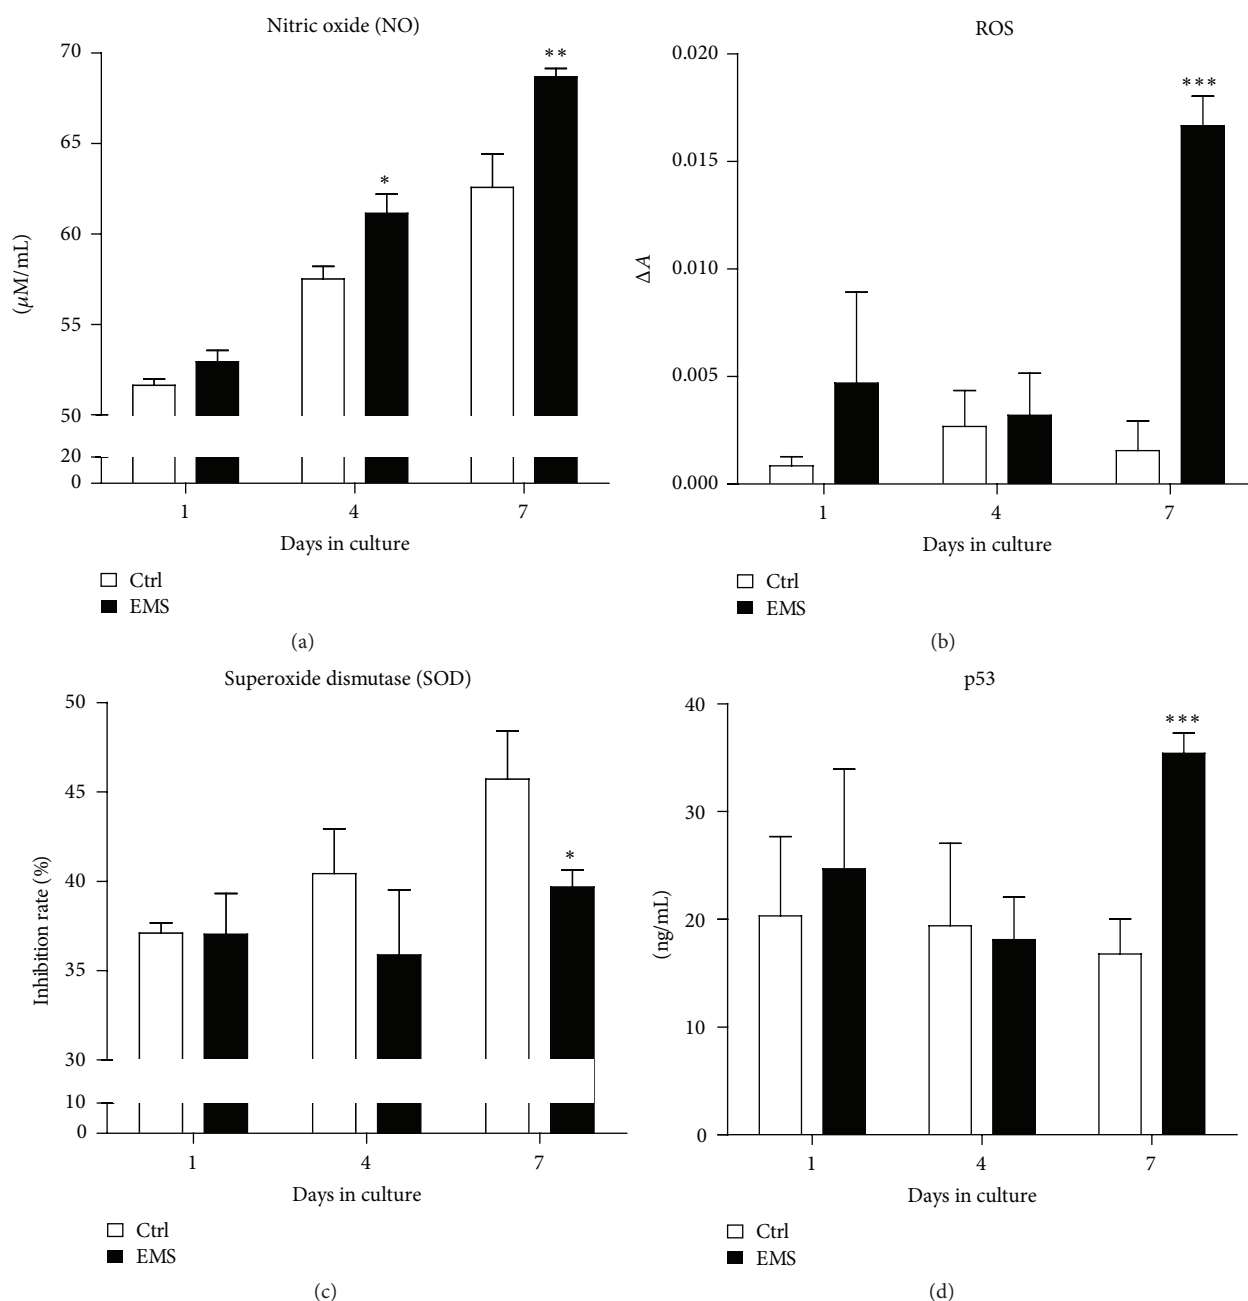 Nitric oxide (NO)
70
65
60
55
50
20
0
(μM/mL)
*
**
1
4
7
Days in culture
Ctrl
EMS
(a)
ROS
0.020
0.015
0.010
0.005
0.000
ΔA
***
1
4
7
Days in culture
Ctrl
EMS
(b)
Superoxide dismutase (SOD)
50
45
40
35
30
10
0
Inhibition rate (%)
*
1
4
7
Days in culture
Ctrl
EMS
(c)
p53
40
30
20
10
0
(ng/mL)
***
1
4
7
Days in culture
Ctrl
EMS
(d)